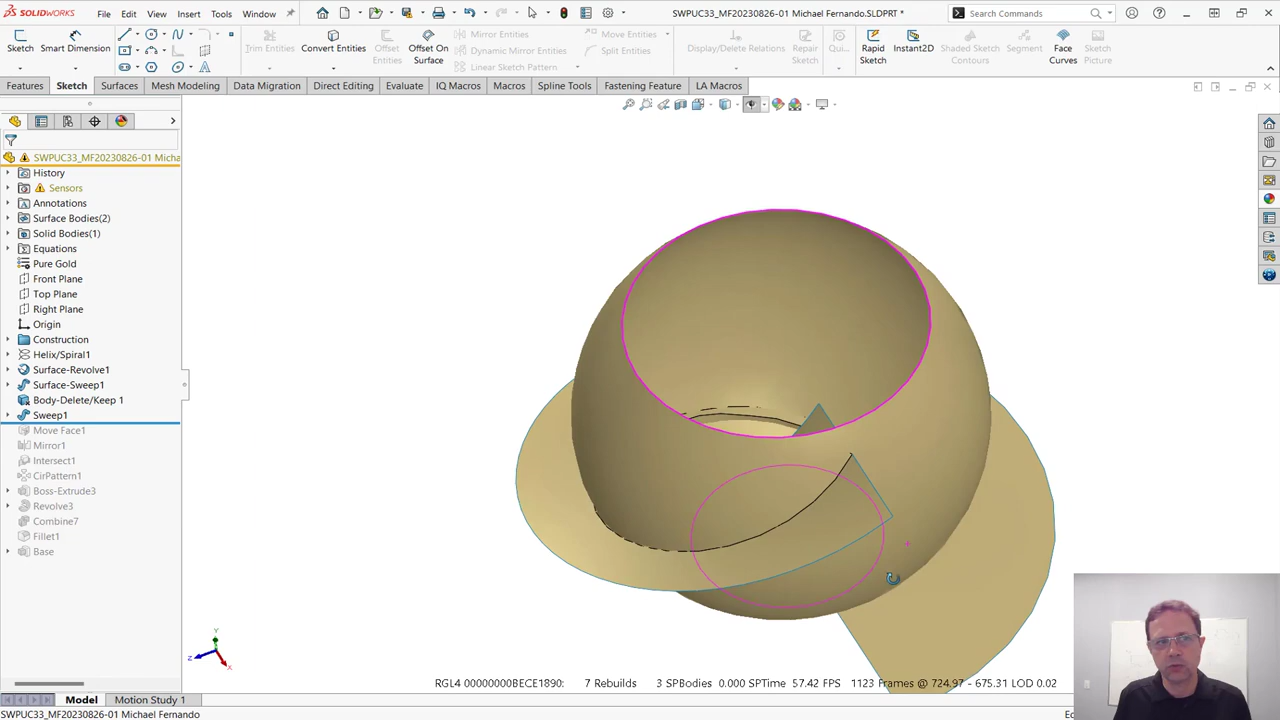 SOLIDWORKS File Edit View Insert Tools Window SWPUC33_MF20230826-01 Michael Fernando.SLDPRT * Search Commands
Sketch Smart Dimension Trim Entities Convert Entities Offset Entities Offset On Surface Mirror Entities Dynamic Mirror Entities Linear Sketch Pattern Move Entities Split Entities Display/Delete Relations Repair Sketch Qui... Rapid Sketch Instant2D Shaded Sketch Contours Segment Face Curves Sketch Picture
Features Sketch Surfaces Mesh Modeling Data Migration Direct Editing Evaluate IQ Macros Macros Spline Tools Fastening Feature LA Macros
SWPUC33_MF20230826-01 Micha
History
Sensors
Annotations
Surface Bodies(2)
Solid Bodies(1)
Equations
Pure Gold
Front Plane
Top Plane
Right Plane
Origin
Construction
Helix/Spiral1
Surface-Revolve1
Surface-Sweep1
Body-Delete/Keep 1
Sweep1
Move Face1
Mirror1
Intersect1
CirPattern1
Boss-Extrude3
Revolve3
Combine7
Fillet1
Base
Y
Z
X
RGL4 00000000BECE1890: 7 Rebuilds 3 SPBodies 0.000 SPTime 57.42 FPS 1123 Frames @ 724.97 - 675.31 LOD 0.02
Model Motion Study 1
SWPUC33_MF20230826-01 Michael Fernando